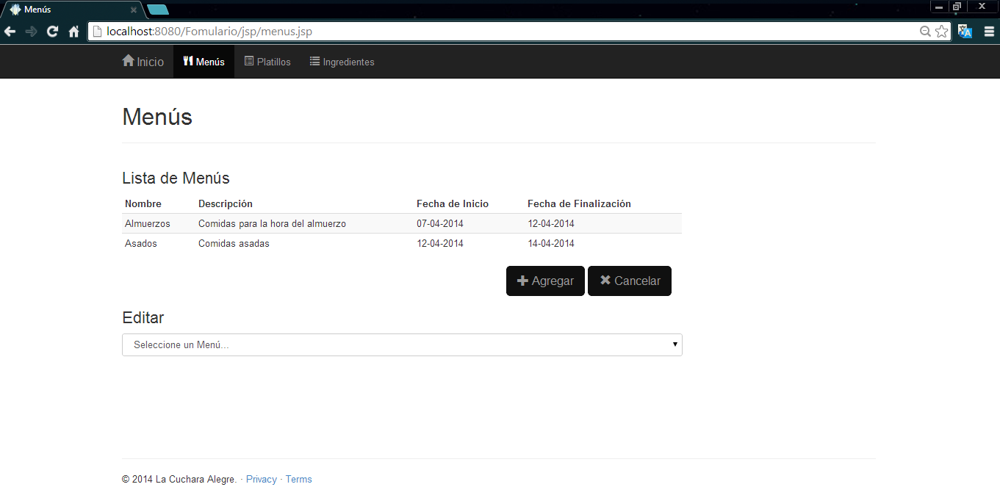 Menús
localhost:8080/Fomulario/jsp/menus.jsp
Inicio Menús Platillos Ingredientes
Menús
Lista de Menús
Nombre Descripción Fecha de Inicio Fecha de Finalización
Almuerzos Comidas para la hora del almuerzo 07-04-2014 12-04-2014
Asados Comidas asadas 12-04-2014 14-04-2014
Agregar Cancelar
Editar
Seleccione un Menú...
© 2014 La Cuchara Alegre. · Privacy · Terms